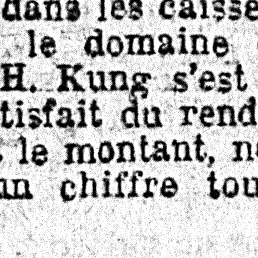 dans les caisse
le domaine
H. Kung s'est
tisfait du rend
le montant, n
un chiffre tou